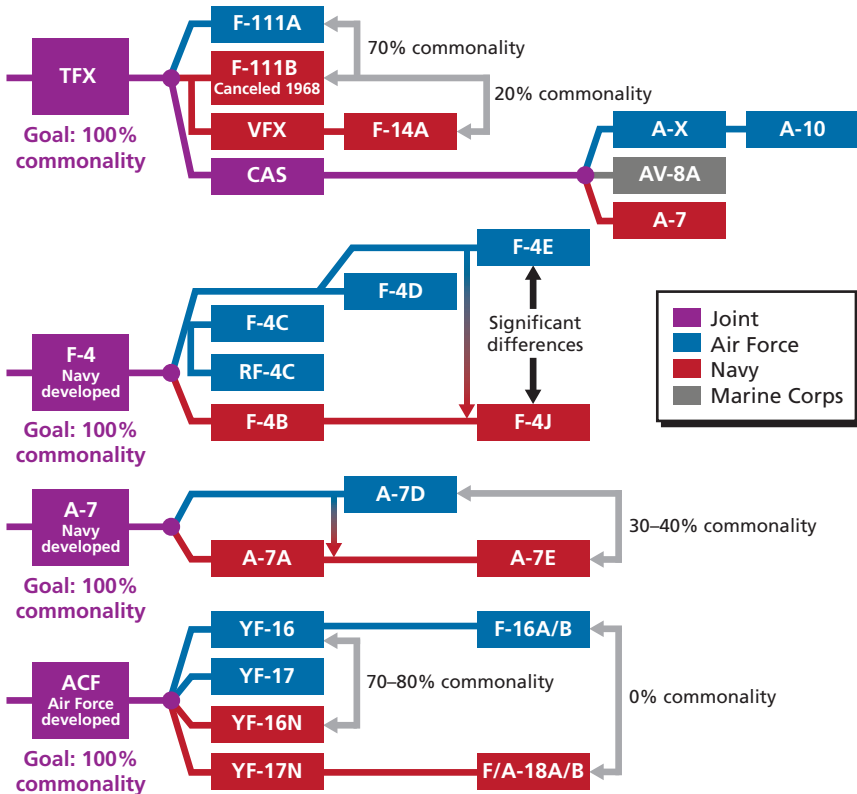 F-111A
70% commonality
TFX
F-111B
Canceled 1968
20% commonality
Goal: 100%
commonality
VFX
F-14A
A-X
A-10
CAS
AV-8A
A-7
F-4E
F-4D
F-4C
Significant
differences
F-4
Navy
developed
RF-4C
F-4B
F-4J
Goal: 100%
commonality
Joint
Air Force
Navy
Marine Corps
A-7
Navy
developed
A-7D
30–40% commonality
A-7A
A-7E
Goal: 100%
commonality
YF-16
F-16A/B
YF-17
70–80% commonality
0% commonality
ACF
Air Force
developed
YF-16N
Goal: 100%
commonality
YF-17N
F/A-18A/B